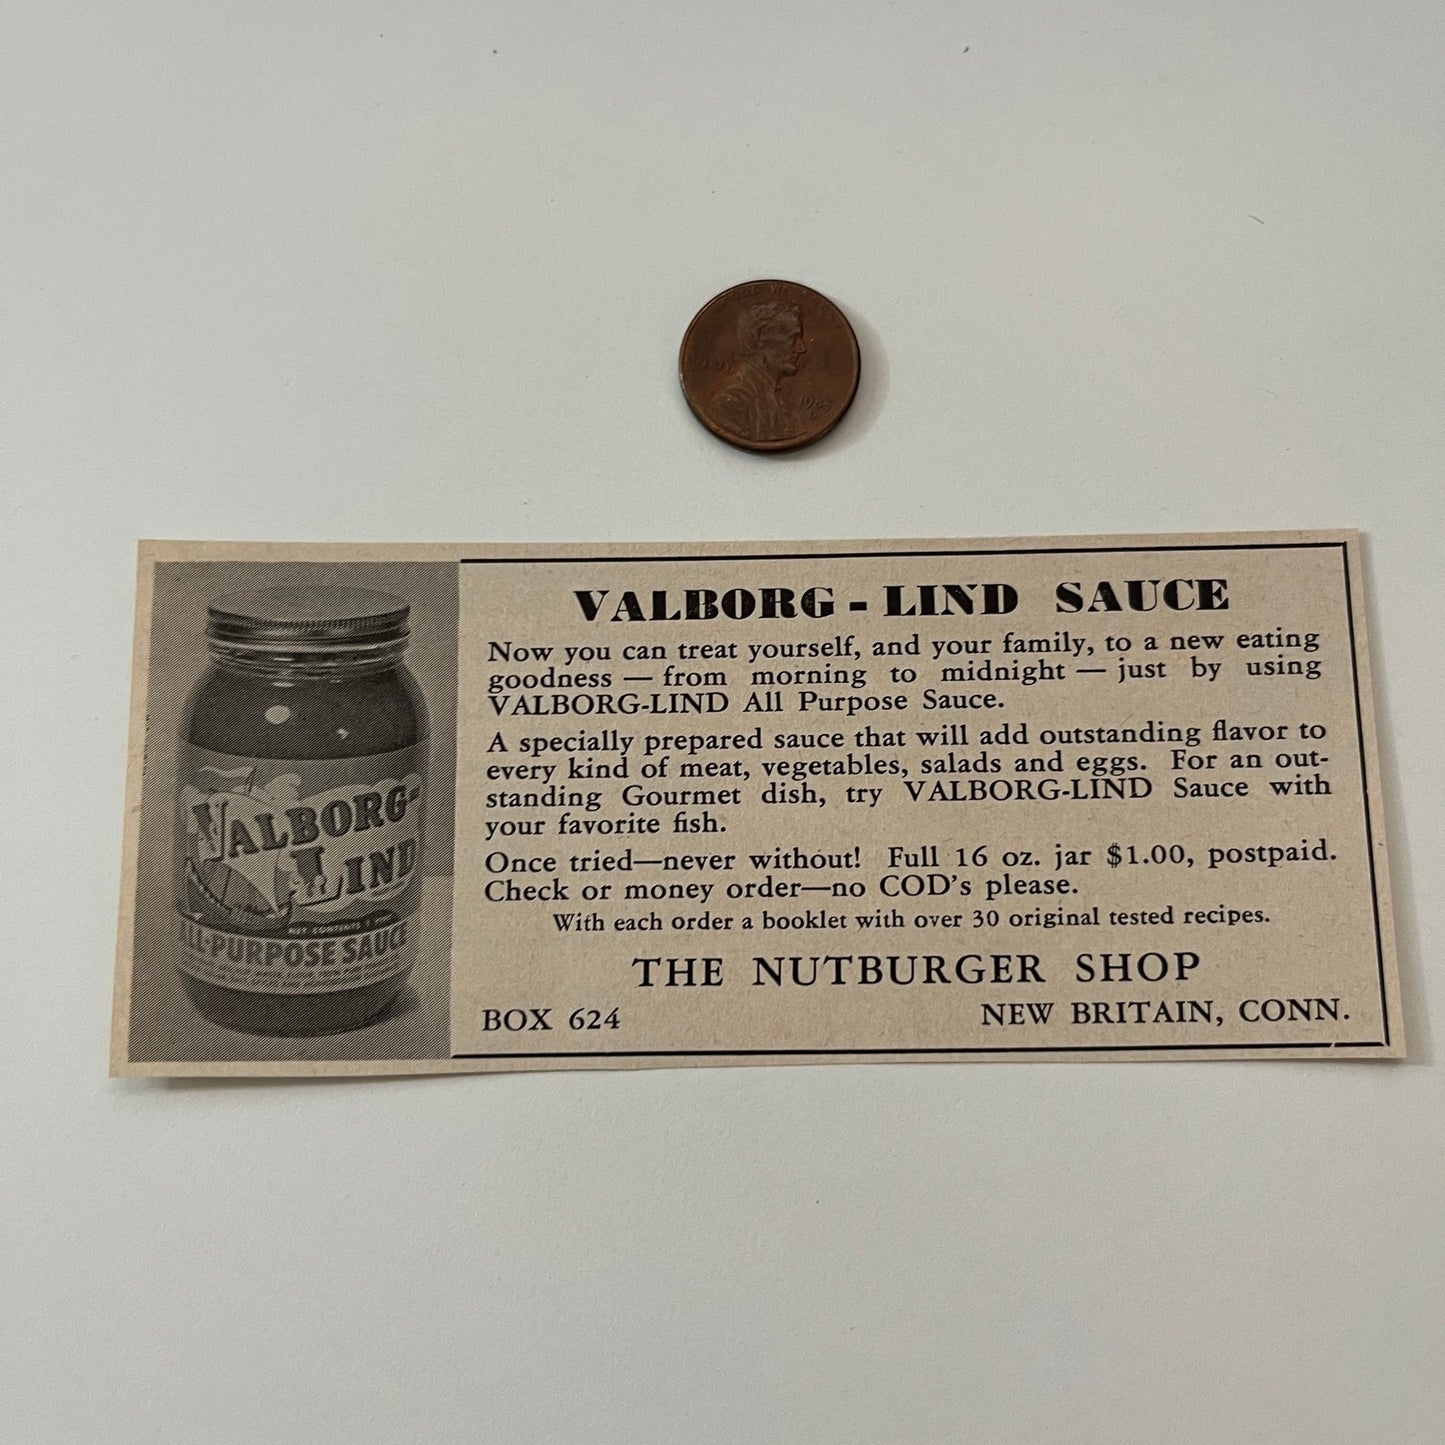 LIBERTY
VALBORG-LIND SAUCE
Now you can treat yourself, and your family, to a new eating
goodness — from morning to midnight — just by using
VALBORG-LIND All Purpose Sauce.
A specially prepared sauce that will add outstanding flavor to
every kind of meat, vegetables, salads and eggs. For an out-
standing Gourmet dish, try VALBORG-LIND Sauce with
your favorite fish.
Once tried—never without! Full 16 oz. jar $1.00, postpaid.
Check or money order—no COD's please.
With each order a booklet with over 30 original tested recipes.
THE NUTBURGER SHOP
BOX 624 NEW BRITAIN, CONN.
VALBORG-
LIND
NET CONTENTS
ALL-PURPOSE SAUCE